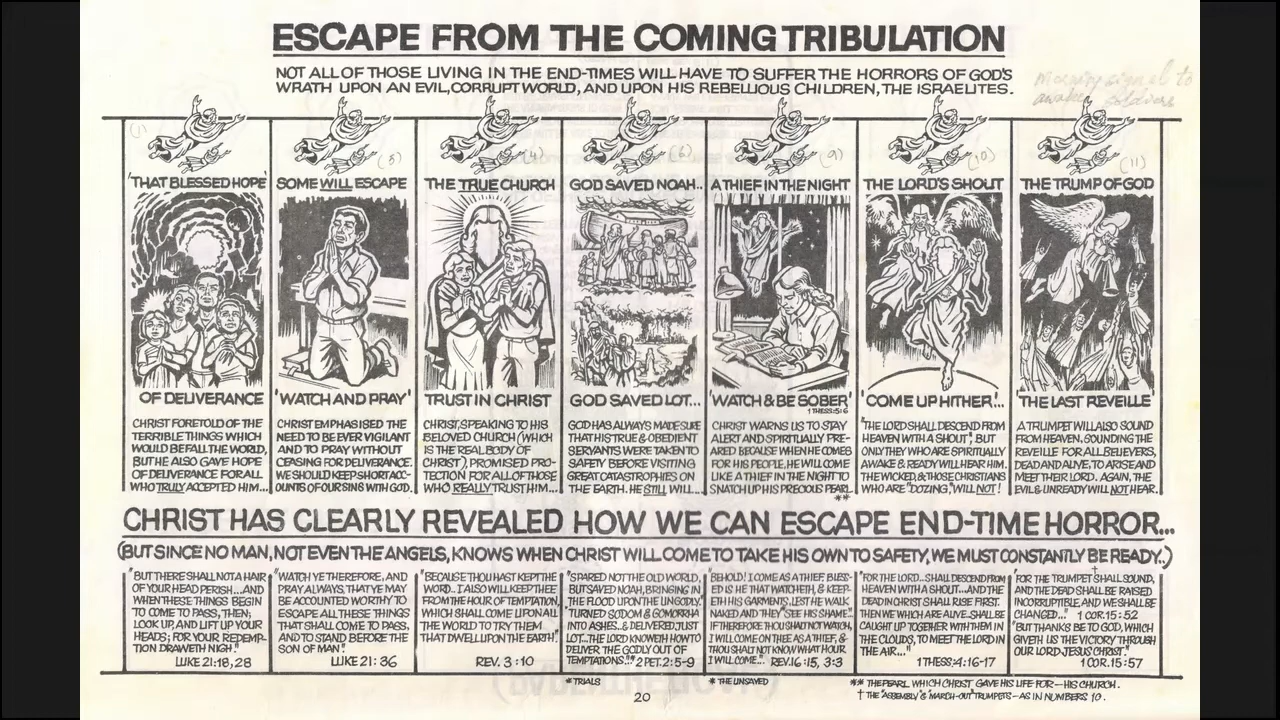 ESCAPE FROM THE COMING TRIBULATION
NOT ALL OF THOSE LIVING IN THE END-TIMES WILL HAVE TO SUFFER THE HORRORS OF GOD'S
WRATH UPON AN EVIL, CORRUPT WORLD, AND UPON HIS REBELLIOUS CHILDREN, THE ISRAELITES.
'THAT BLESSED HOPE'
OF DELIVERANCE
CHRIST FORETOLD OF THE
TERRIBLE THINGS WHICH
WOULD BEFALL THE WORLD,
BUT HE ALSO GAVE HOPE
OF DELIVERANCE FOR ALL
WHO TRULY ACCEPTED HIM...
(8)
SOME WILL ESCAPE
'WATCH AND PRAY'
CHRIST EMPHASISED THE
NEED TO BE EVER VIGILANT
AND TO PRAY WITHOUT
CEASING FOR DELIVERANCE.
WE SHOULD KEEP SHORT ACC-
OUNTS OF OUR SINS WITH GOD.
(4)
THE TRUE CHURCH
TRUST IN CHRIST
CHRIST, SPEAKING TO HIS
BELOVED CHURCH (WHICH
IS THE REAL BODY OF
CHRIST), PROMISED PRO-
TECTION FOR ALL OF THOSE
WHO REALLY TRUST HIM...
(6)
GOD SAVED NOAH..
GOD SAVED LOT...
GOD HAS ALWAYS MADE SURE
THAT HIS TRUE & OBEDIENT
SERVANTS WERE TAKEN TO
SAFETY BEFORE VISITING
GREAT CATASTROPHES ON
THE EARTH. HE STILL WILL...
(9)
A THIEF IN THE NIGHT
'WATCH & BE SOBER'
1 THESS: 5:6
CHRIST WARNS US TO STAY
ALERT AND SPIRITUALLY PRE-
ARED BECAUSE WHEN HE COMES
FOR HIS PEOPLE, HE WILL COME
LIKE A THIEF IN THE NIGHT TO
SNATCH UP HIS PRECIOUS PEARL
**
(10)
THE LORD'S SHOUT
'COME UP HITHER'...
"THE LORD SHALL DESCEND FROM
HEAVEN WITH A SHOUT", BUT
ONLY THEY WHO ARE SPIRITUALLY
AWAKE & READY WILL HEAR HIM.
THE WICKED, & THOSE CHRISTIANS
WHO ARE "DOZING," WILL NOT!
(11)
THE TRUMP OF GOD
'THE LAST REVEILLE'
A TRUMPET WILL ALSO SOUND
FROM HEAVEN. SOUNDING THE
REVEILLE FOR ALL BELIEVERS,
DEAD AND ALIVE, TO ARISE AND
MEET THEIR LORD. AGAIN, THE
EVIL & UNREADY WILL NOT HEAR.
CHRIST HAS CLEARLY REVEALED HOW WE CAN ESCAPE END-TIME HORROR...
(BUT SINCE NO MAN, NOT EVEN THE ANGELS, KNOWS WHEN CHRIST WILL COME TO TAKE HIS OWN TO SAFETY, WE MUST CONSTANTLY BE READY..)
"BUT THERE SHALL NOT A HAIR
OF YOUR HEAD PERISH....AND
WHEN THESE THINGS BEGIN
TO COME TO PASS, THEN;
LOOK UP, AND LIFT UP YOUR
HEADS; FOR YOUR REDEMP-
TION DRAWETH NIGH."
LUKE 21:18, 28
"WATCH YE THEREFORE, AND
PRAY ALWAYS, THAT YE MAY
BE ACCOUNTED WORTHY TO
ESCAPE ALL THESE THINGS
THAT SHALL COME TO PASS,
AND TO STAND BEFORE THE
SON OF MAN".
LUKE 21: 36
"BECAUSE THOU HAST KEPT THE
WORD.. I ALSO WILL KEEP THEE
FROM THE HOUR OF TEMPTATION,
WHICH SHALL COME UPON ALL
THE WORLD TO TRY THEM
THAT DWELL UPON THE EARTH".
REV. 3 :10
"SPARED NOT THE OLD WORLD,
BUT SAVED NOAH, BRINGING IN
THE FLOOD UPON THE UNGODLY.
TURNED SODOM & GOMORRAH
INTO ASHES..& DELIVERED JUST
LOT...THE LORD KNOWETH HOW TO
DELIVER THE GODLY OUT OF
TEMPTATIONS."* 2 PET. 2:5-9
"BEHOLD! I COME AS A THIEF, BLESS-
ED IS HE THAT WATCHETH, & KEEP-
ETH HIS GARMENTS, LEST HE WALK
NAKED AND THEY* SEE HIS SHAME".
"IF THEREFORE THOU SHALT NOT WATCH,
I WILL COME ON THEE AS A THIEF, &
THOU SHALT NOT KNOW WHAT HOUR
I WILL COME.." REV. 16 :15, 3:3
"FOR THE LORD...SHALL DESCEND FROM
HEAVEN WITH A SHOUT...AND THE
DEAD IN CHRIST SHALL RISE FIRST.
THEN WE WHICH ARE ALIVE..SHALL BE
CAUGHT UP TOGETHER WITH THEM IN
THE CLOUDS, TO MEET THE LORD IN
THE AIR..."
1 THESS: 4:16-17
"FOR THE TRUMPET† SHALL SOUND,
AND THE DEAD SHALL BE RAISED
INCORRUPTIBLE, AND WE SHALL BE
CHANGED..." 1 COR. 15 : 52
"BUT THANKS BE TO GOD, WHICH
GIVETH US THE VICTORY THROUGH
OUR LORD JESUS CHRIST".
1 COR. 15:57
* TRIALS
* THE UNSAVED
** THE PEARL WHICH CHRIST GAVE HIS LIFE FOR — HIS CHURCH.
† THE "ASSEMBLY" & "MARCH-OUT" TRUMPETS — AS IN NUMBERS 10.
20